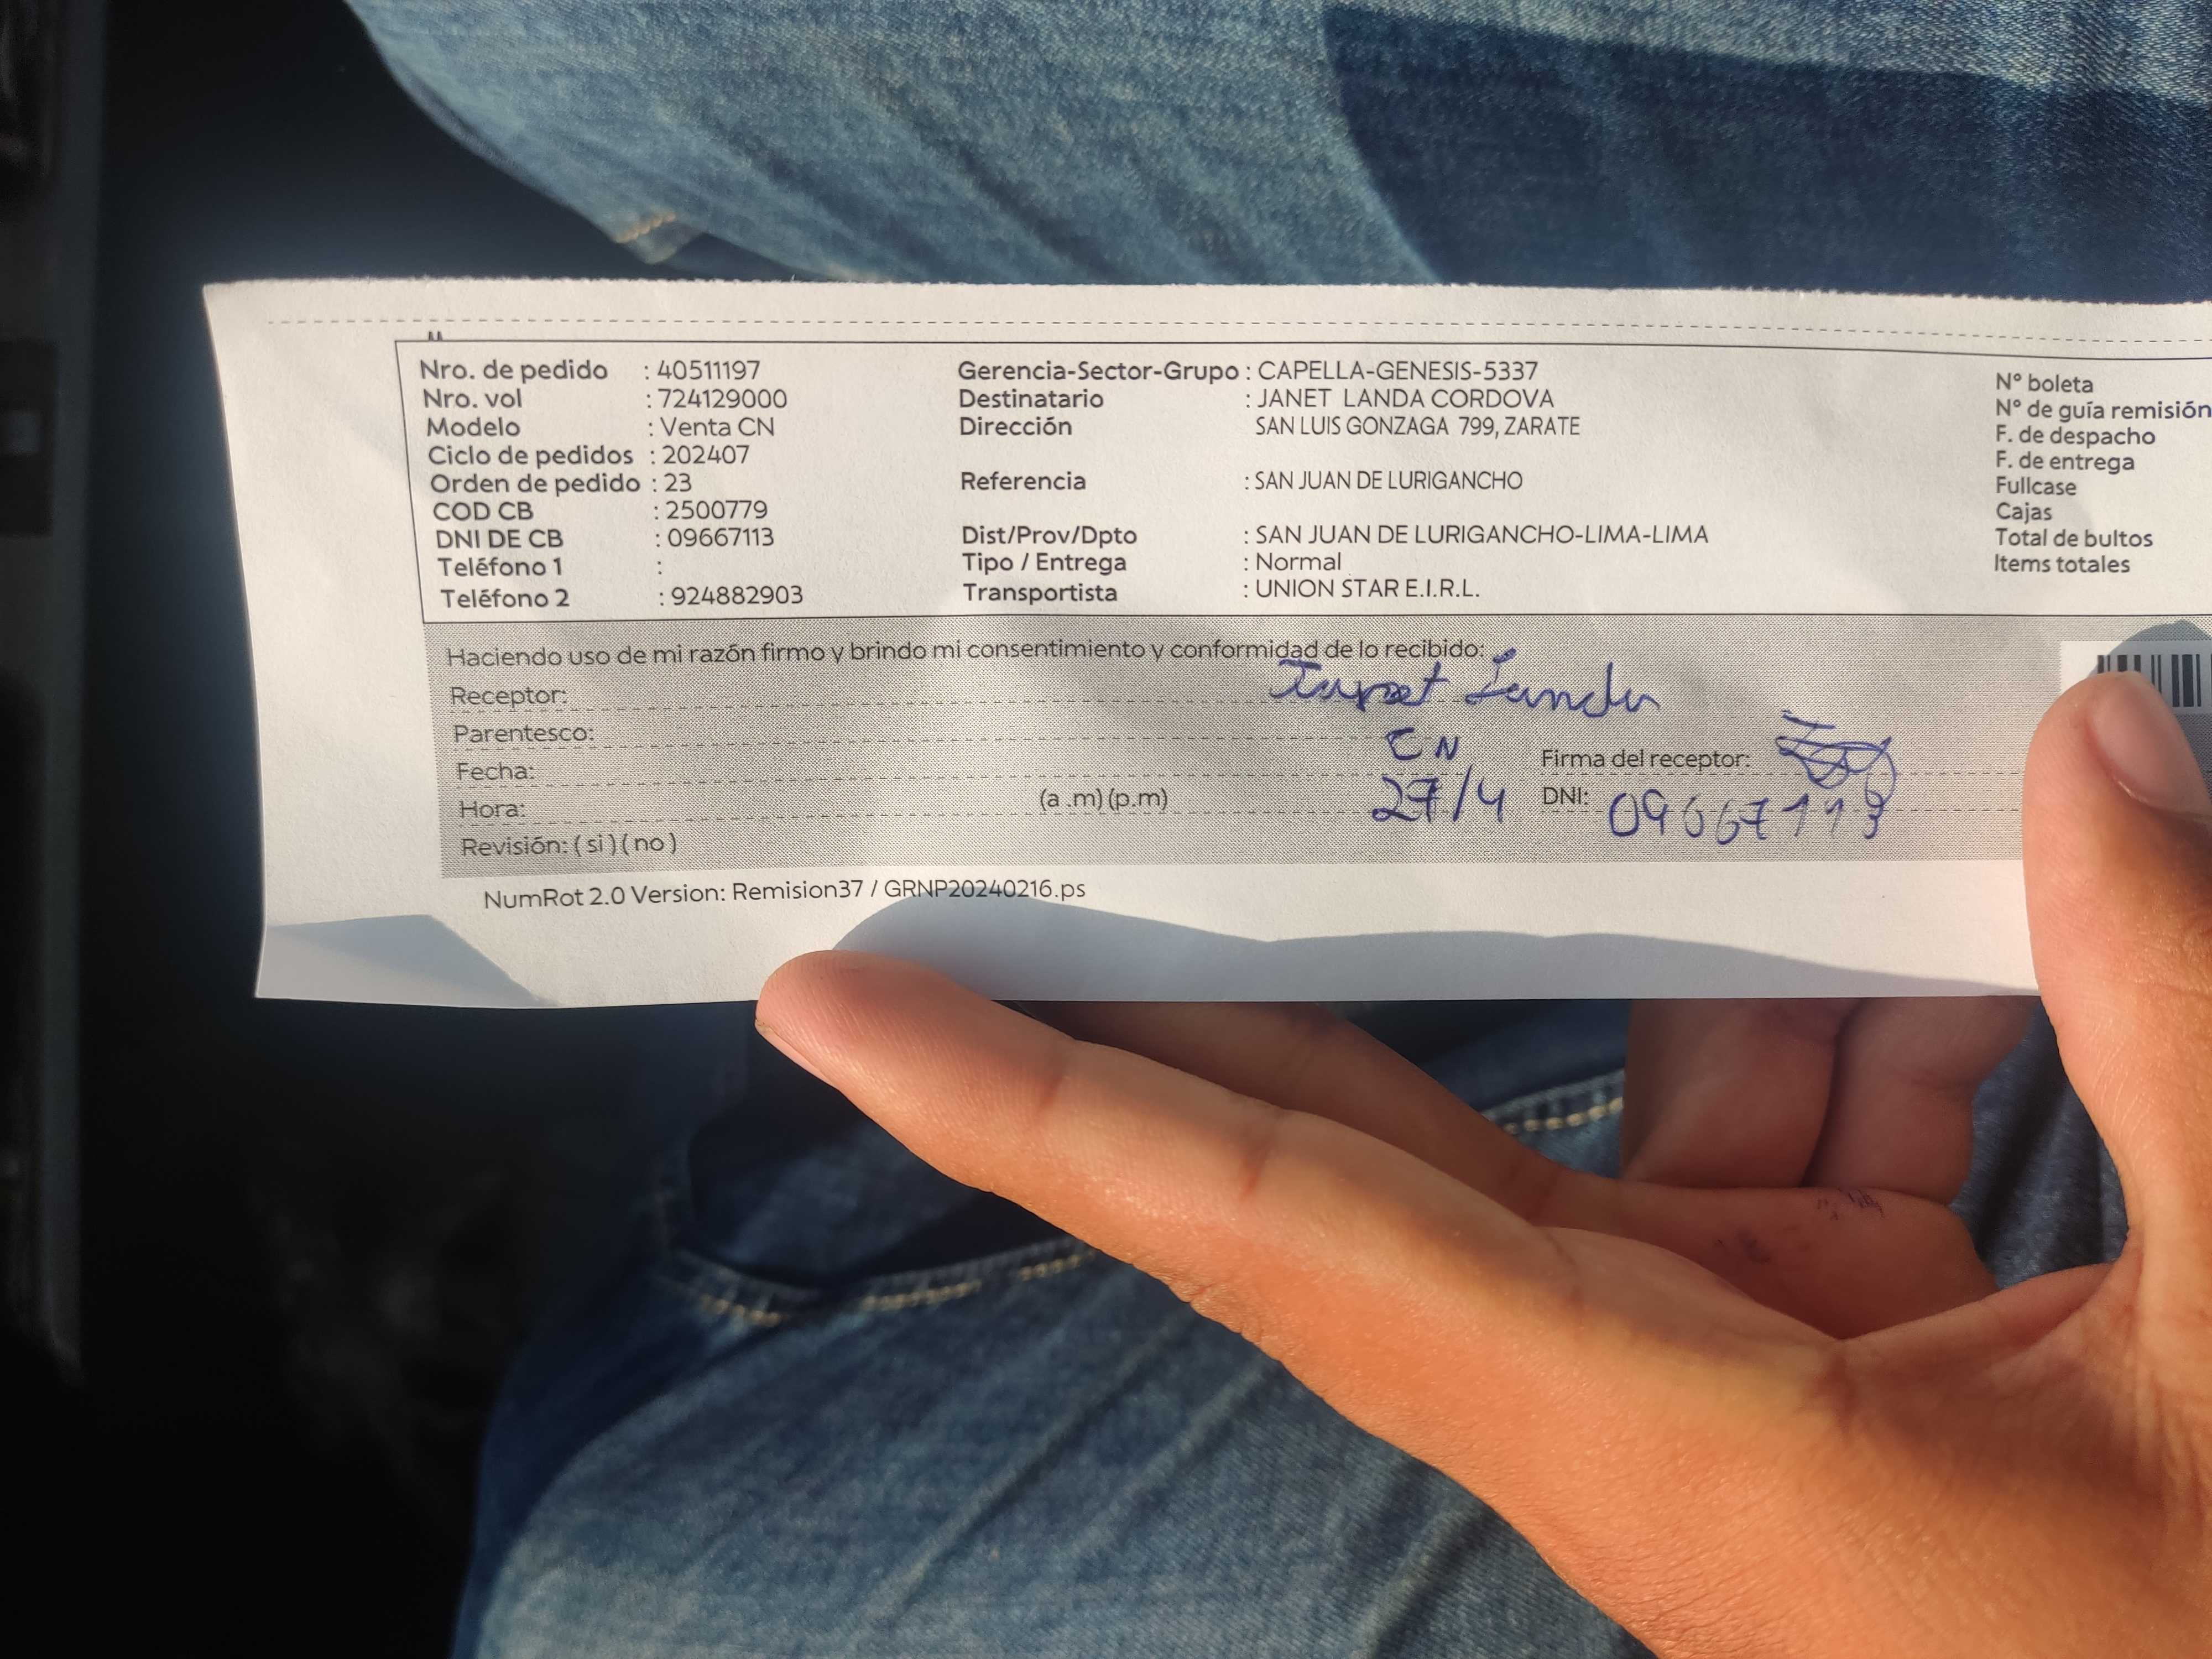 Nro. de pedido : 40511197
Nro. vol : 724129000
Modelo : Venta CN
Ciclo de pedidos : 202407
Orden de pedido : 23
COD CB : 2500779
DNI DE CB : 09667113
Teléfono 1 :
Teléfono 2 : 924882903
Gerencia-Sector-Grupo : CAPELLA-GENESIS-5337
Destinatario : JANET LANDA CORDOVA
Dirección SAN LUIS GONZAGA 799, ZARATE
Referencia : SAN JUAN DE LURIGANCHO
Dist/Prov/Dpto : SAN JUAN DE LURIGANCHO-LIMA-LIMA
Tipo / Entrega : Normal
Transportista : UNION STAR E.I.R.L.
N° boleta
N° de guía remisión
F. de despacho
F. de entrega
Fullcase
Cajas
Total de bultos
Items totales
Haciendo uso de mi razón firmo y brindo mi consentimiento y conformidad de lo recibido:
Receptor: Janet Landa
Parentesco: CN
Fecha: 27/4
Hora: (a .m) (p.m)
Revisión: ( si ) ( no )
Firma del receptor:
DNI: 09667113
NumRot 2.0 Version: Remision37 / GRNP20240216.ps